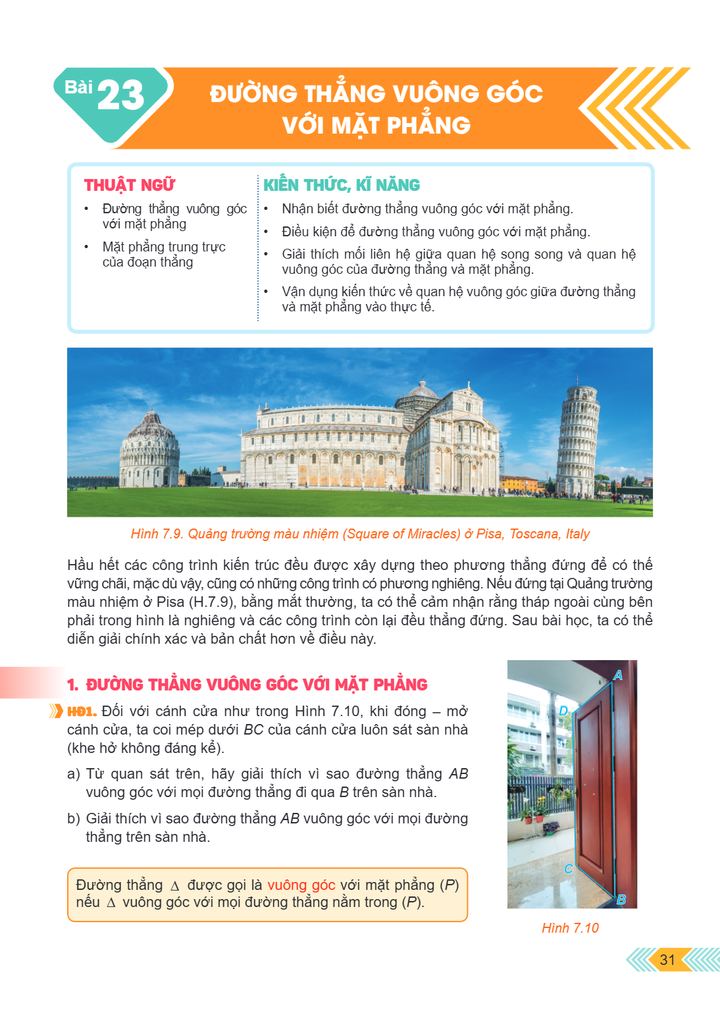 Bài 23
ĐƯỜNG THẲNG VUÔNG GÓC
VỚI MẶT PHẲNG
THUẬT NGỮ
• Đường thẳng vuông góc
với mặt phẳng
• Mặt phẳng trung trực
của đoạn thẳng
KIẾN THỨC, KĨ NĂNG
• Nhận biết đường thẳng vuông góc với mặt phẳng.
• Điều kiện để đường thẳng vuông góc với mặt phẳng.
• Giải thích mối liên hệ giữa quan hệ song song và quan hệ
vuông góc của đường thẳng và mặt phẳng.
• Vận dụng kiến thức về quan hệ vuông góc giữa đường thẳng
và mặt phẳng vào thực tế.
Hình 7.9. Quảng trường màu nhiệm (Square of Miracles) ở Pisa, Toscana, Italy
Hầu hết các công trình kiến trúc đều được xây dựng theo phương thẳng đứng để có thế
vững chãi, mặc dù vậy, cũng có những công trình có phương nghiêng. Nếu đứng tại Quảng trường
màu nhiệm ở Pisa (H.7.9), bằng mắt thường, ta có thể cảm nhận rằng tháp ngoài cùng bên
phải trong hình là nghiêng và các công trình còn lại đều thẳng đứng. Sau bài học, ta có thể
diễn giải chính xác và bản chất hơn về điều này.
1. ĐƯỜNG THẲNG VUÔNG GÓC VỚI MẶT PHẲNG
HĐ1. Đối với cánh cửa như trong Hình 7.10, khi đóng – mở
cánh cửa, ta coi mép dưới BC của cánh cửa luôn sát sàn nhà
(khe hở không đáng kể).
a) Từ quan sát trên, hãy giải thích vì sao đường thẳng AB
vuông góc với mọi đường thẳng đi qua B trên sàn nhà.
b) Giải thích vì sao đường thẳng AB vuông góc với mọi đường
thẳng trên sàn nhà.
Đường thẳng Δ được gọi là vuông góc với mặt phẳng (P)
nếu Δ vuông góc với mọi đường thẳng nằm trong (P).
A
D
C
B
Hình 7.10
31